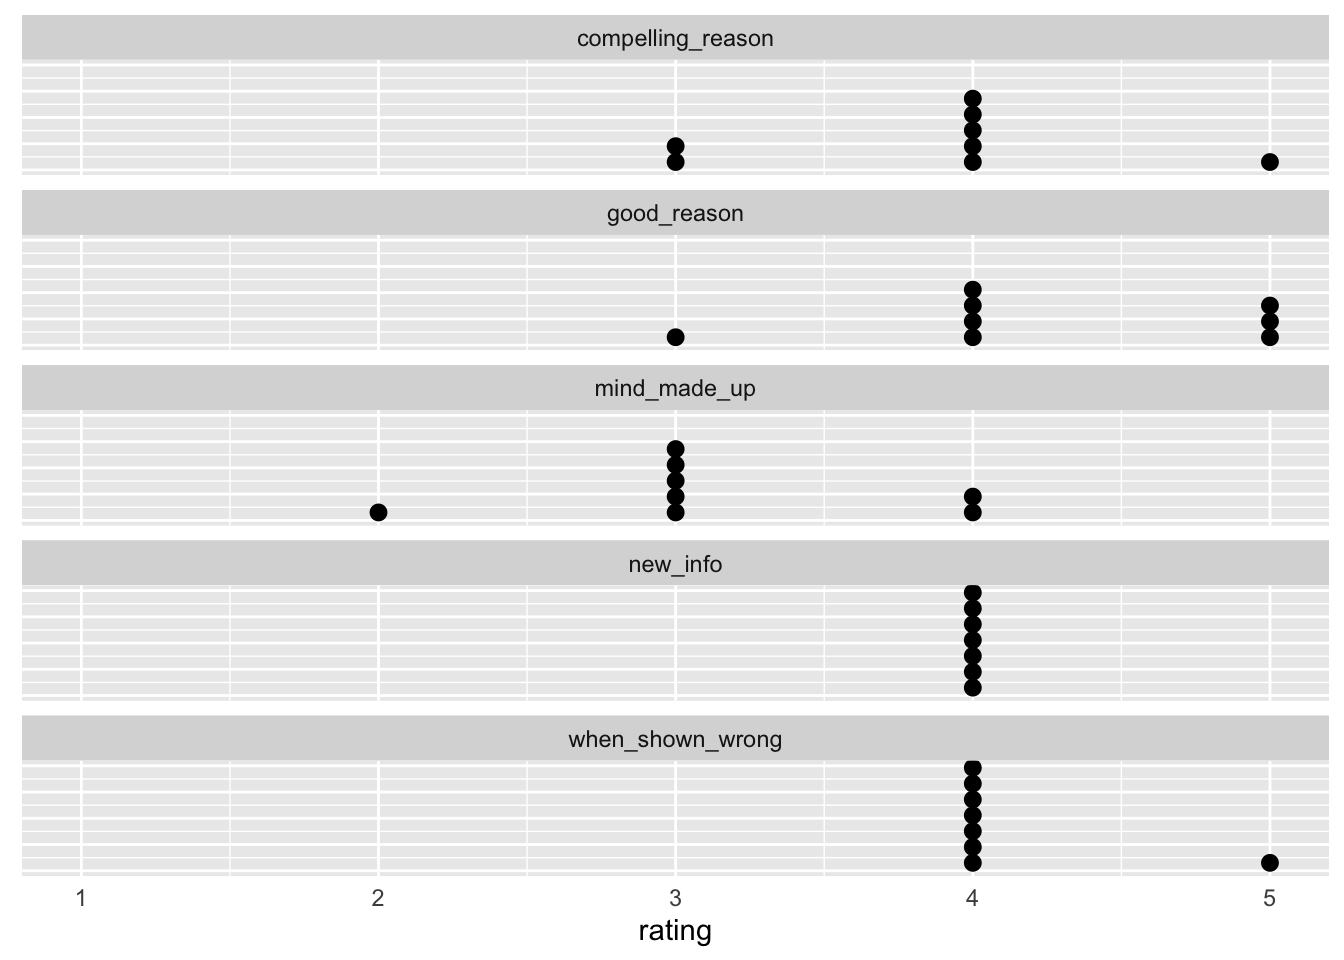 compelling_reason
good_reason
mind_made_up
new_info
when_shown_wrong
1 2 3 4 5
rating